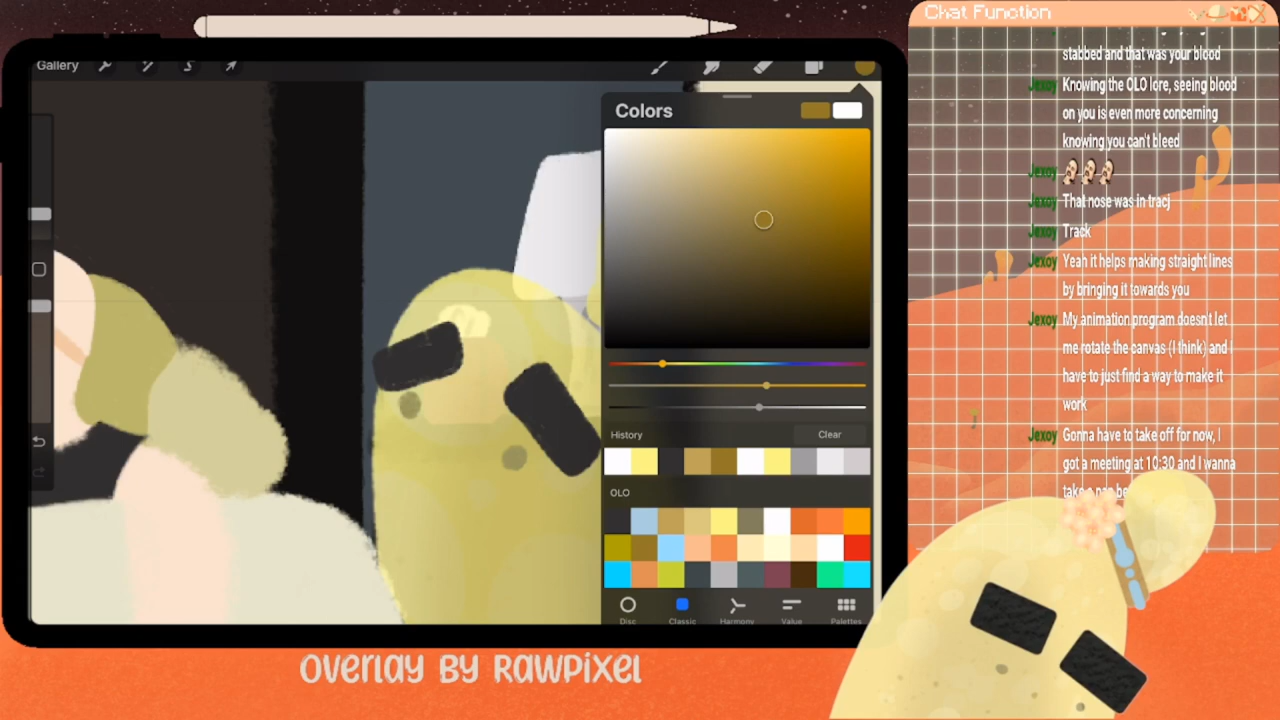 Chat Function
Gallery
stabbed and that was your blood
Jexoy Knowing the OLO lore, seeing blood
on you is even more concerning
knowing you can't bleed
Jexoy
Jexoy That nose was in tracj
Jexoy Track
Jexoy Yeah it helps making straight lines
by bringing it towards you
Jexoy My animation program doesn't let
me rotate the canvas (I think) and I
have to just find a way to make it
work
Jexoy Gonna have to take off for now, I
got a meeting at 10:30 and I wanna
take a nap
Colors
History
Clear
OLO
Disc
Classic
Harmony
Value
Palettes
Overlay by Rawpixel